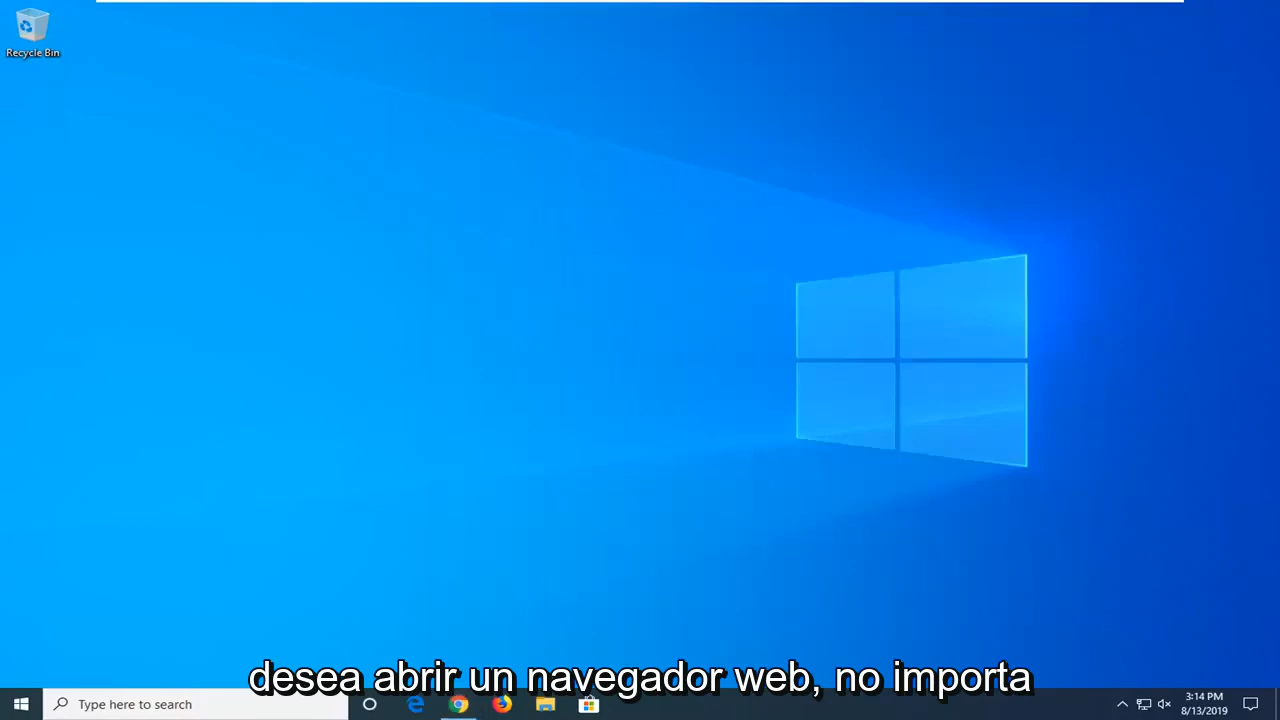 Recycle Bin
desea abrir un navegador web, no importa
Type here to search
3:14 PM
8/13/2019